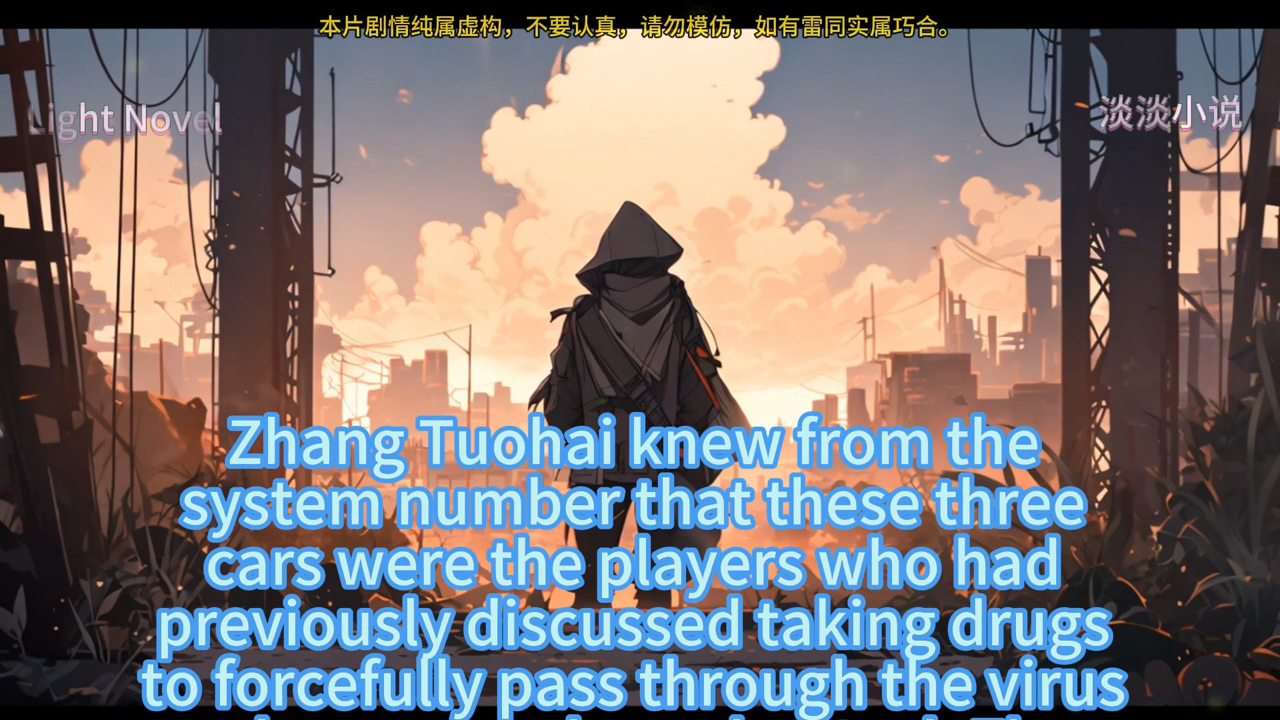 本片剧情纯属虚构，不要认真，请勿模仿，如有雷同实属巧合。
Light Novel
淡淡小说
Zhang Tuohai knew from the
system number that these three
cars were the players who had
previously discussed taking drugs
to forcefully pass through the virus